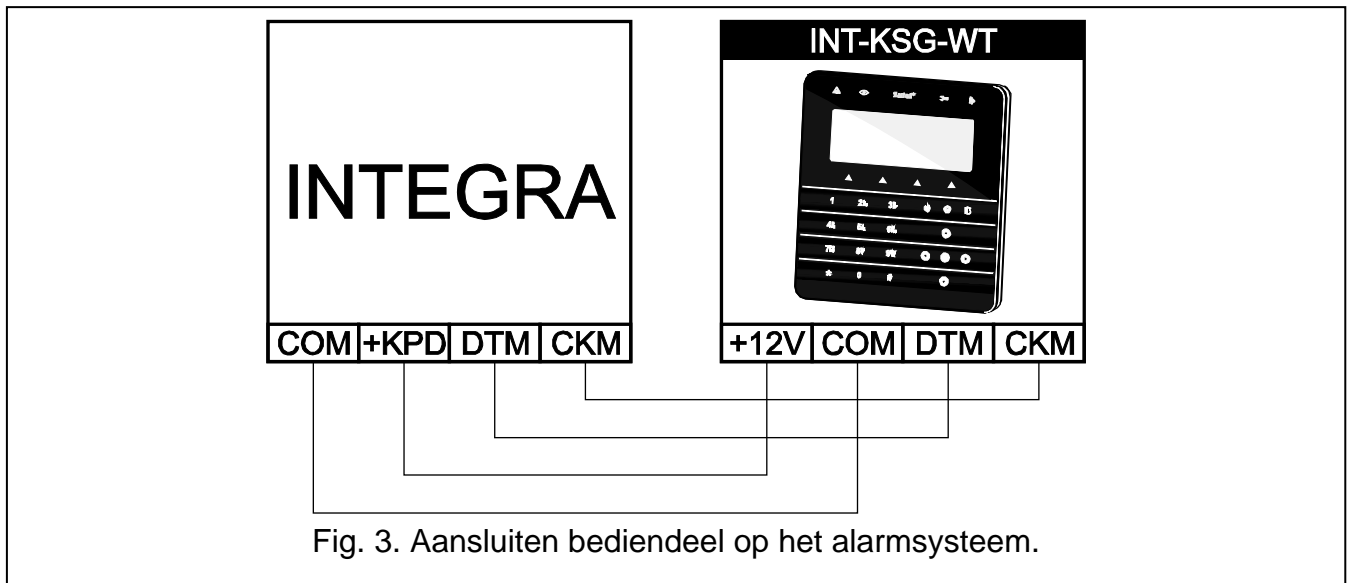 INT-KSG-WT
INTEGRA
COM +KPD DTM CKM
+12V COM DTM CKM
Fig. 3. Aansluiten bediendeel op het alarmsysteem.